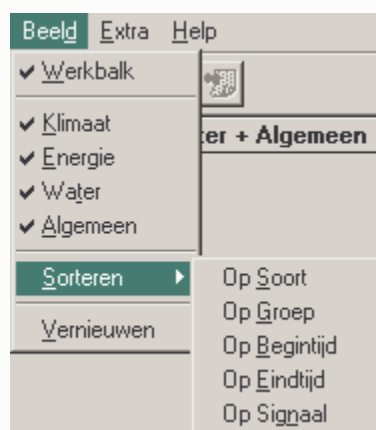 Beeld Extra Help
Werkbalk
Klimaat
er + Algemeen
Energie
Water
Algemeen
Sorteren
Op Soort
Op Groep
Vernieuwen
Op Begintijd
Op Eindtijd
Op Signaal